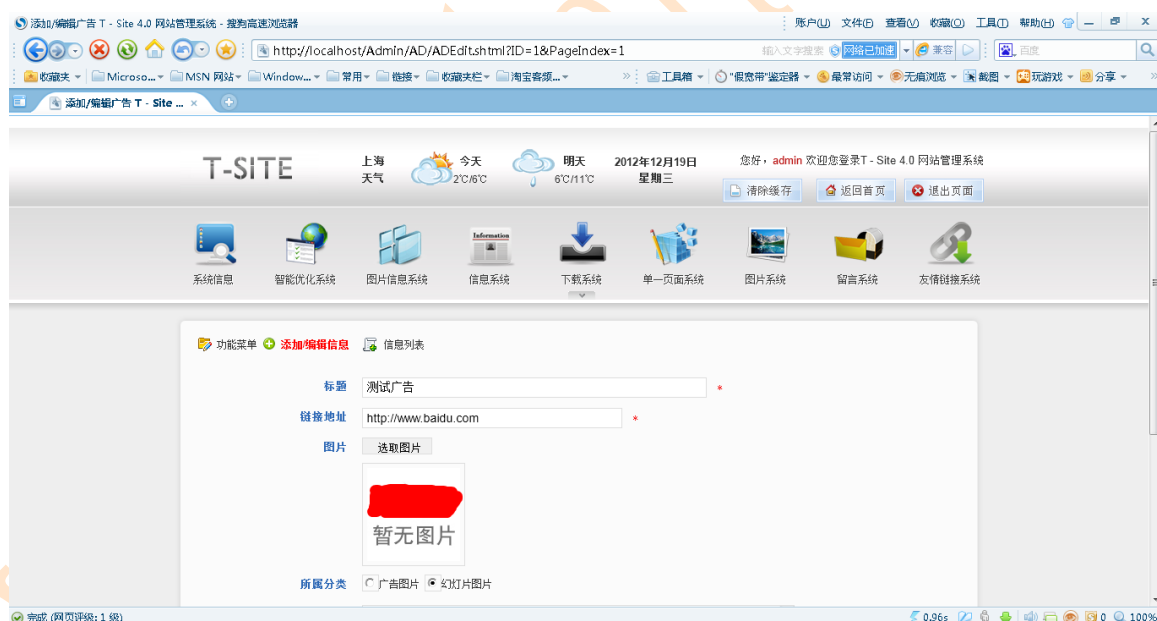 添加/编辑广告 T - Site 4.0 网站管理系统 - 搜狗高速浏览器 账户(U) 文件(F) 查看(V) 收藏(O) 工具(T) 帮助(H)
http://localhost/Admin/AD/ADEdit.shtml?ID=1&PageIndex=1 输入文字搜索 网络已加速 兼容 百度
收藏夹 Microso... MSN 网站 Window... 常用 链接 收藏夹栏 淘宝客频... » 工具箱 "假宽带"鉴定器 最常访问 无痕浏览 截图 玩游戏 分享 »
添加/编辑广告 T - Site ... ×
T-SITE
上海 天气
今天 2℃/6℃
明天 6℃/11℃
2012年12月19日 星期三
您好，admin 欢迎您登录T - Site 4.0 网站管理系统
清除缓存 返回首页 退出页面
Information
系统信息 智能优化系统 图片信息系统 信息系统 下载系统 单一页面系统 图片系统 留言系统 友情链接系统
功能菜单 添加/编辑信息 信息列表
标题 测试广告 *
链接地址 http://www.baidu.com *
图片 选取图片
暂无图片
所属分类 广告图片 幻灯片图片
完成 (网页评级: 1 级) 0.96s 0 100%